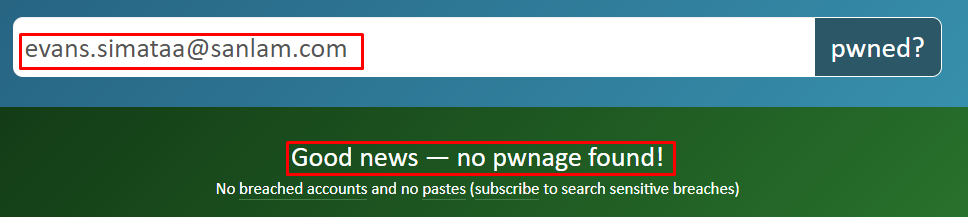 evans.simataa@sanlam.com pwned?
Good news — no pwnage found!
No breached accounts and no pastes (subscribe to search sensitive breaches)